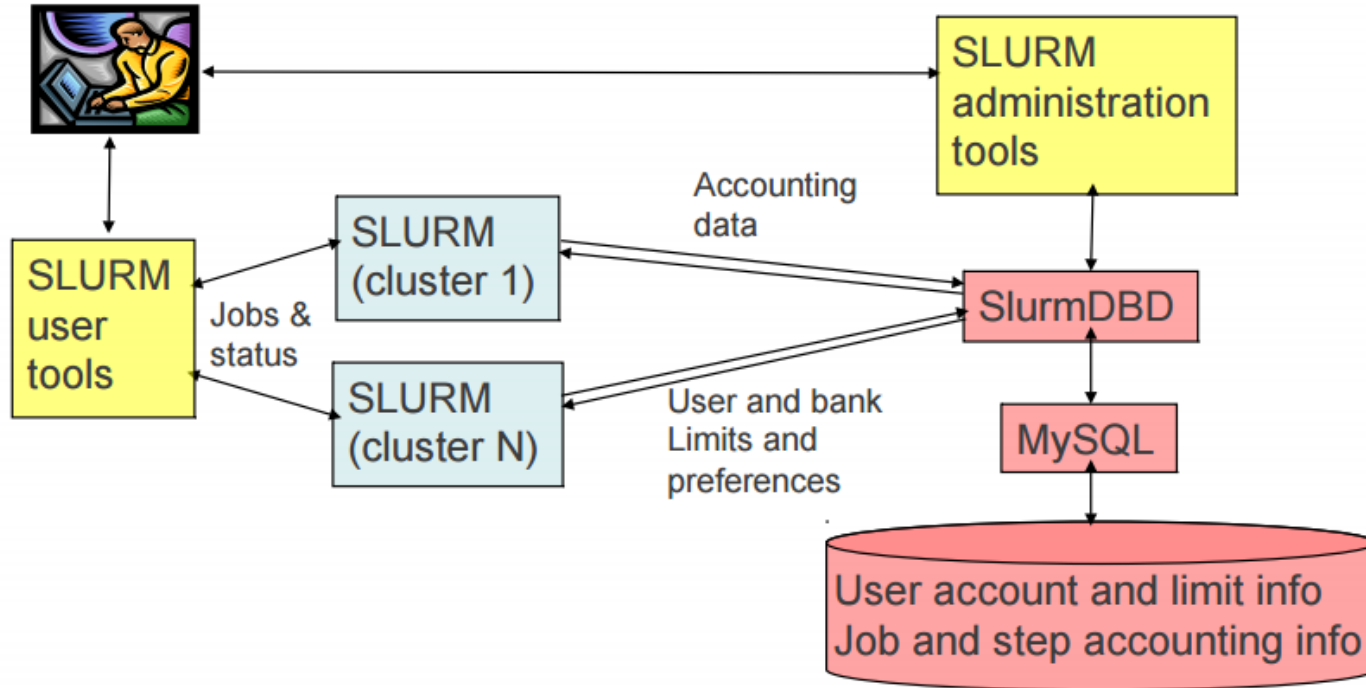 SLURM
administration
tools
Accounting
data
SLURM
(cluster 1)
SLURM
user
tools
Jobs &
status
SlurmDBD
SLURM
(cluster N)
User and bank
Limits and
preferences
MySQL
User account and limit info
Job and step accounting info